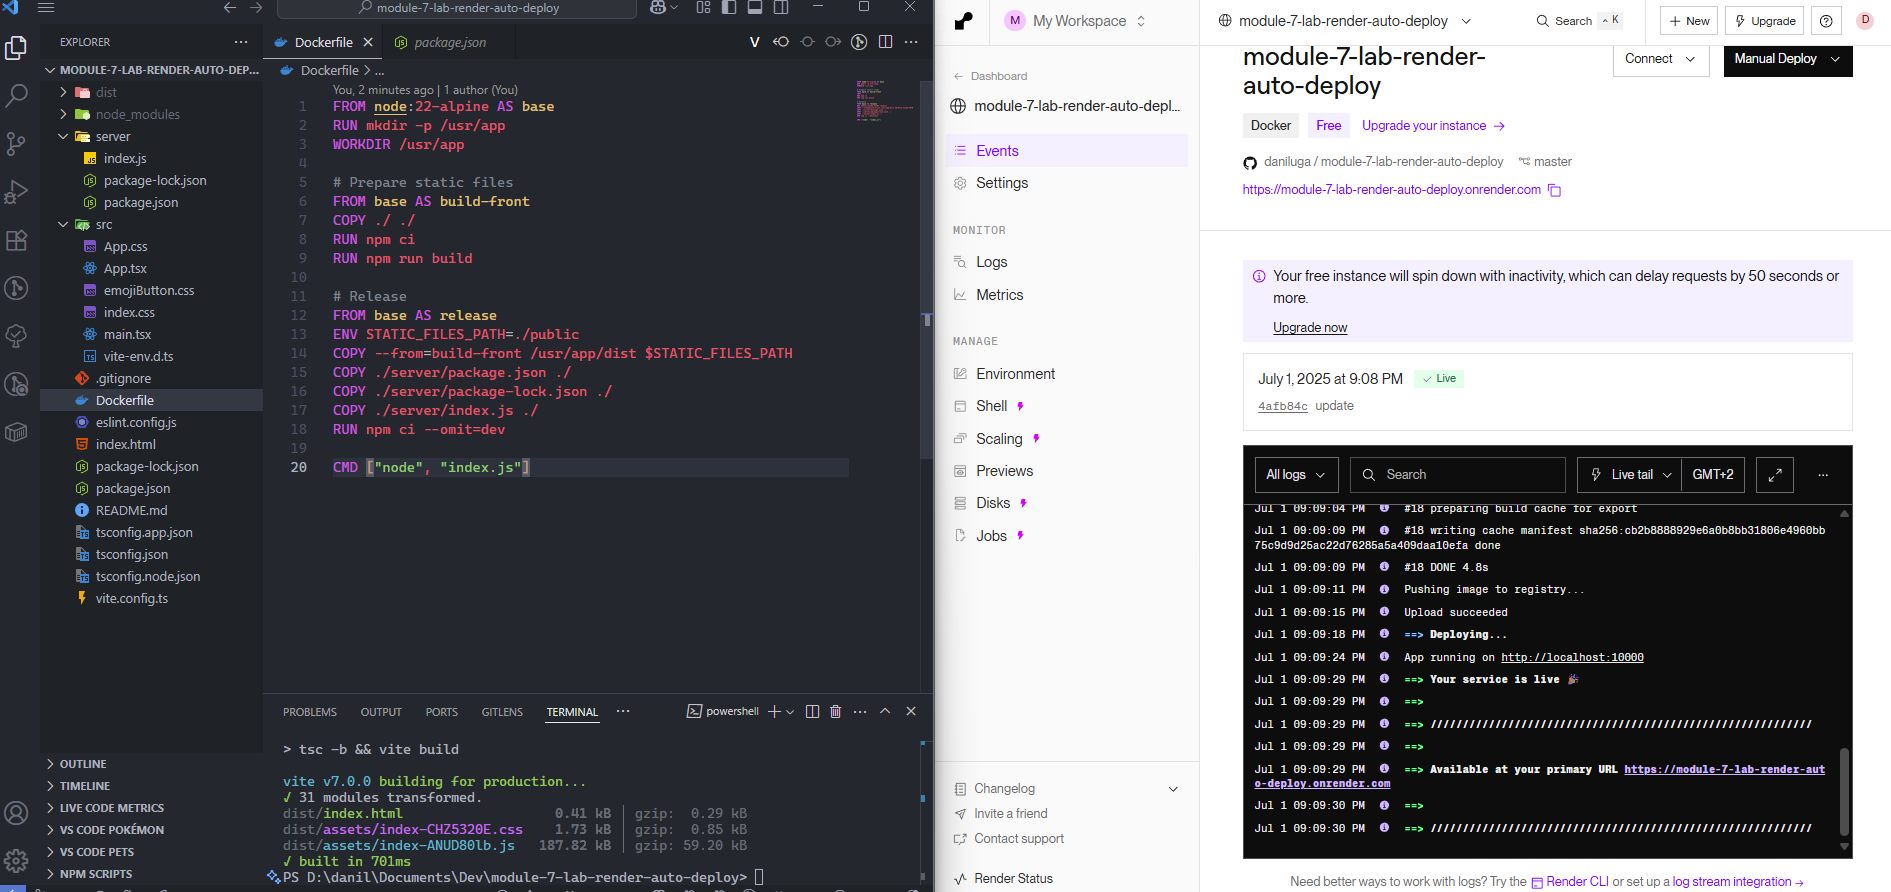 module-7-lab-render-auto-deploy
EXPLORER
MODULE-7-LAB-RENDER-AUTO-DEP...
dist
node_modules
server
index.js
package-lock.json
package.json
src
App.css
App.tsx
emojiButton.css
index.css
main.tsx
vite-env.d.ts
.gitignore
Dockerfile
eslint.config.js
index.html
package-lock.json
package.json
README.md
tsconfig.app.json
tsconfig.json
tsconfig.node.json
vite.config.ts
OUTLINE
TIMELINE
LIVE CODE METRICS
VS CODE POKÉMON
VS CODE PETS
NPM SCRIPTS
Dockerfile
package.json
Dockerfile > ...
You, 2 minutes ago | 1 author (You)
1 FROM node:22-alpine AS base
2 RUN mkdir -p /usr/app
3 WORKDIR /usr/app
4
5 # Prepare static files
6 FROM base AS build-front
7 COPY ./ ./
8 RUN npm ci
9 RUN npm run build
10
11 # Release
12 FROM base AS release
13 ENV STATIC_FILES_PATH=./public
14 COPY --from=build-front /usr/app/dist $STATIC_FILES_PATH
15 COPY ./server/package.json ./
16 COPY ./server/package-lock.json ./
17 COPY ./server/index.js ./
18 RUN npm ci --omit=dev
19
20 CMD ["node", "index.js"]
PROBLEMS OUTPUT PORTS GITLENS TERMINAL ... powershell
> tsc -b && vite build
vite v7.0.0 building for production...
✓ 31 modules transformed.
dist/index.html 0.41 kB │ gzip: 0.29 kB
dist/assets/index-CHZ5320E.css 1.73 kB │ gzip: 0.85 kB
dist/assets/index-ANUD80lb.js 187.82 kB │ gzip: 59.20 kB
✓ built in 701ms
PS D:\danil\Documents\Dev\module-7-lab-render-auto-deploy>
M My Workspace
module-7-lab-render-auto-deploy
Search ^ K
+ New
Upgrade
D
← Dashboard
module-7-lab-render-auto-depl...
Events
Settings
MONITOR
Logs
Metrics
MANAGE
Environment
Shell
Scaling
Previews
Disks
Jobs
Changelog
Invite a friend
Contact support
Render Status
module-7-lab-render-
auto-deploy
Connect
Manual Deploy
Docker Free Upgrade your instance →
daniluga / module-7-lab-render-auto-deploy master
https://module-7-lab-render-auto-deploy.onrender.com
Your free instance will spin down with inactivity, which can delay requests by 50 seconds or
more.
Upgrade now
July 1, 2025 at 9:08 PM ✓ Live
4afb84c update
All logs Search Live tail GMT+2 ...
Jul 1 09:09:04 PM #18 preparing build cache for export
Jul 1 09:09:09 PM #18 writing cache manifest sha256:cb2b8888929e6a0b8bb31806e4960bb
75c9d9d25ac22d76285a5a409daa10efa done
Jul 1 09:09:09 PM #18 DONE 4.8s
Jul 1 09:09:11 PM Pushing image to registry...
Jul 1 09:09:15 PM Upload succeeded
Jul 1 09:09:18 PM ==> Deploying...
Jul 1 09:09:24 PM App running on http://localhost:10000
Jul 1 09:09:29 PM ==> Your service is live 🎉
Jul 1 09:09:29 PM ==>
Jul 1 09:09:29 PM ==> ///////////////////////////////////////////////////////////
Jul 1 09:09:29 PM ==>
Jul 1 09:09:29 PM ==> Available at your primary URL https://module-7-lab-render-aut
o-deploy.onrender.com
Jul 1 09:09:30 PM ==>
Jul 1 09:09:30 PM ==> ///////////////////////////////////////////////////////////
Need better ways to work with logs? Try the Render CLI or set up a log stream integration →